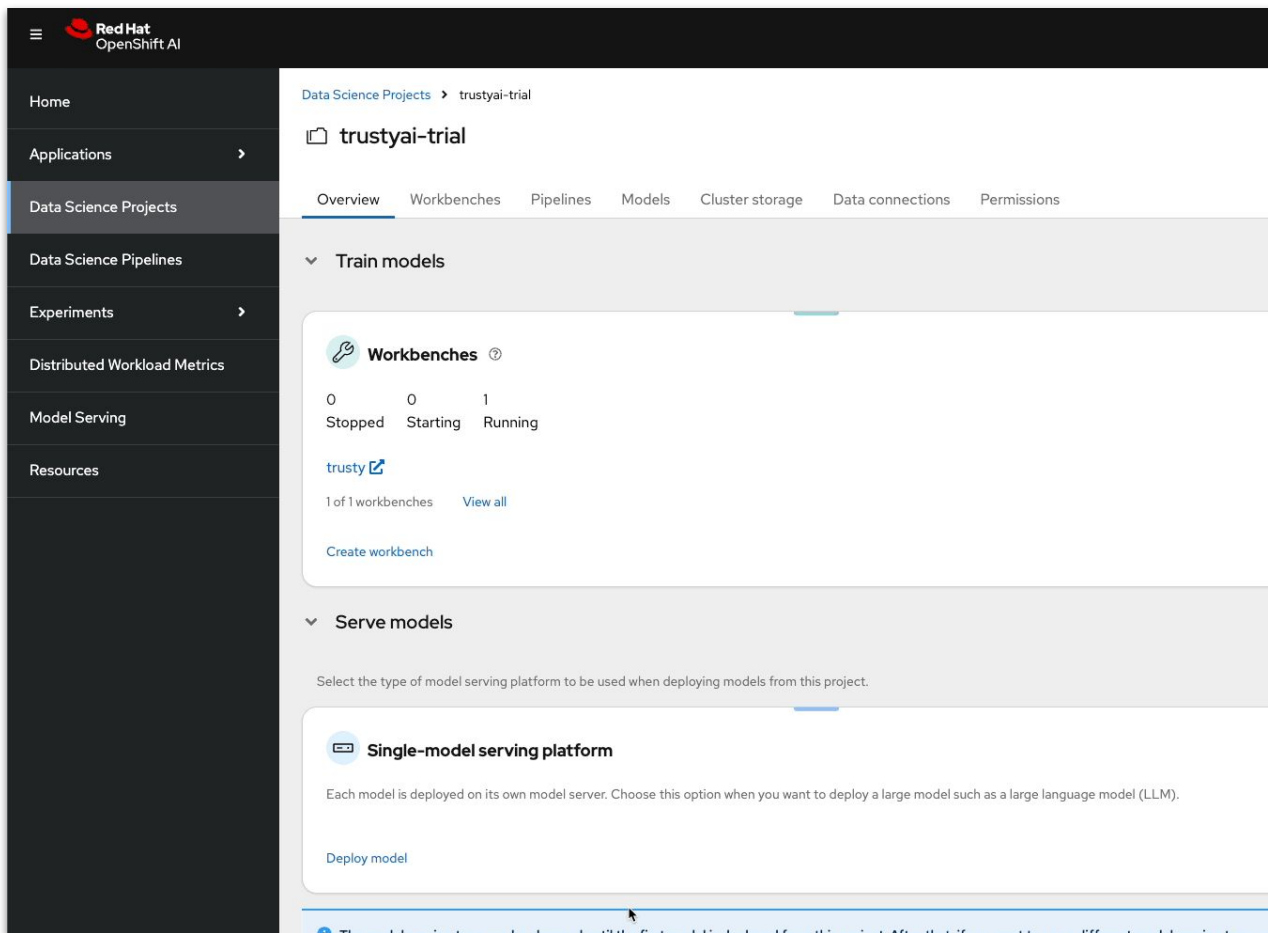 Red Hat
OpenShift AI
Home
Applications
Data Science Projects
Data Science Pipelines
Experiments
Distributed Workload Metrics
Model Serving
Resources
Data Science Projects > trustyai-trial
trustyai-trial
Overview Workbenches Pipelines Models Cluster storage Data connections Permissions
Train models
Workbenches
0 0 1
Stopped Starting Running
trusty
1 of 1 workbenches View all
Create workbench
Serve models
Select the type of model serving platform to be used when deploying models from this project.
Single-model serving platform
Each model is deployed on its own model server. Choose this option when you want to deploy a large model such as a large language model (LLM).
Deploy model